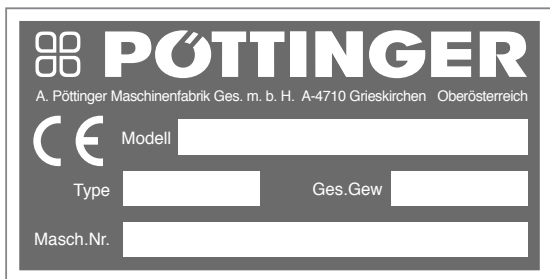 PÖTTINGER
A. Pöttinger Maschinenfabrik Ges. m. b. H. A-4710 Grieskirchen Oberösterreich
CE Modell
Type Ges.Gew
Masch.Nr.